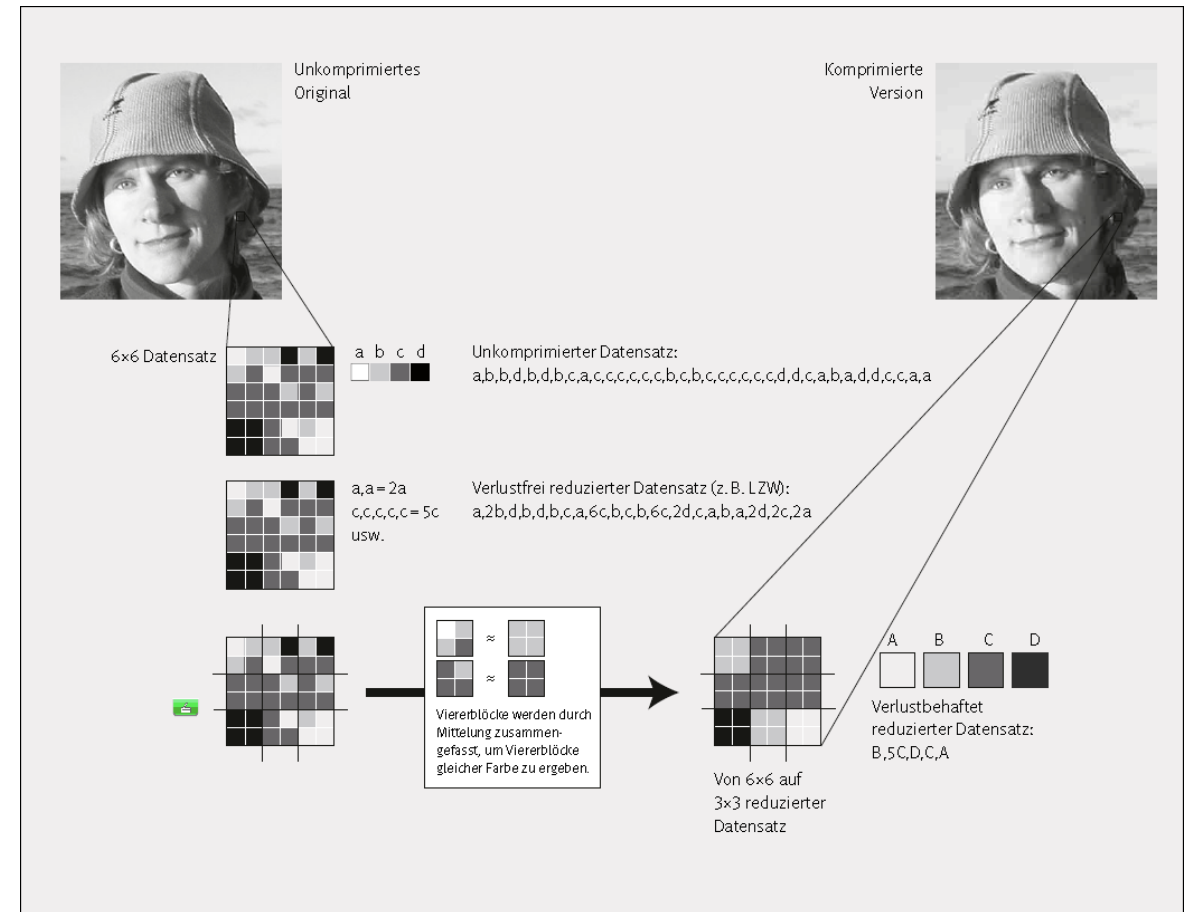 Unkomprimiertes
Original
Komprimierte
Version
6×6 Datensatz
a b c d
Unkomprimierter Datensatz:
a,b,b,d,b,d,b,c,a,c,c,c,c,c,c,b,c,b,c,c,c,c,c,c,d,d,c,a,b,a,d,d,c,c,a,a
a,a = 2a
c,c,c,c,c = 5c
usw.
Verlustfrei reduzierter Datensatz (z. B. LZW):
a,2b,d,b,d,b,c,a,6c,b,c,b,6c,2d,c,a,b,a,2d,2c,2a
≈
≈
Viererblöcke werden durch
Mittelung zusammen-
gefasst, um Viererblöcke
gleicher Farbe zu ergeben.
Von 6×6 auf
3×3 reduzierter
Datensatz
A B C D
Verlustbehaftet
reduzierter Datensatz:
B,5C,D,C,A